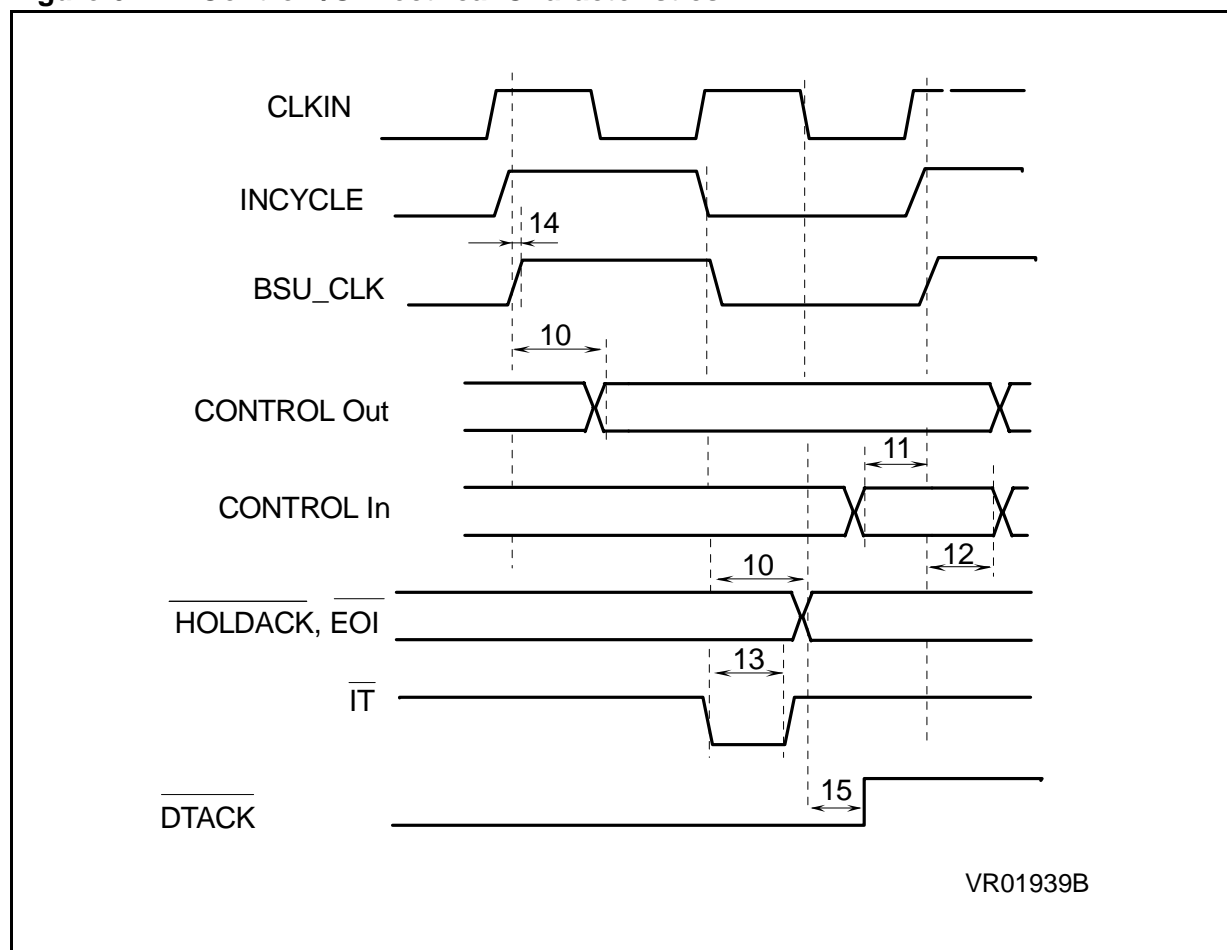 CLKIN
INCYCLE
14
BSU_CLK
10
CONTROL Out
11
CONTROL In
12
10
HOLDACK, EOI
13
IT
15
DTACK
VR01939B